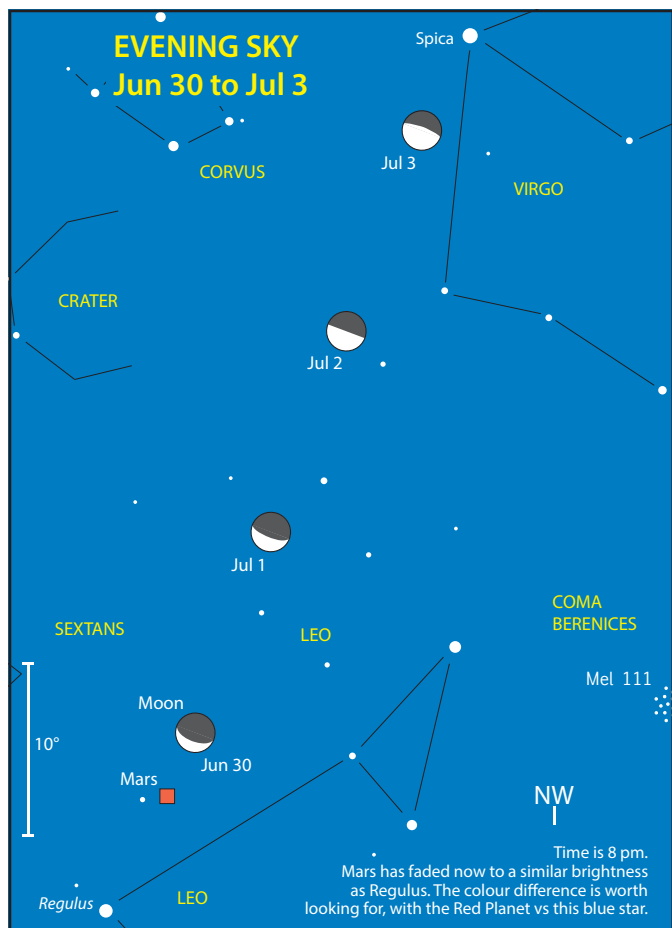 EVENING SKY
Jun 30 to Jul 3
Spica
Jul 3
CORVUS
VIRGO
CRATER
Jul 2
Jul 1
SEXTANS
LEO
COMA
BERENICES
Mel 111
Moon
10°
Jun 30
Mars
NW
Time is 8 pm.
Mars has faded now to a similar brightness
as Regulus. The colour difference is worth
looking for, with the Red Planet vs this blue star.
Regulus
LEO